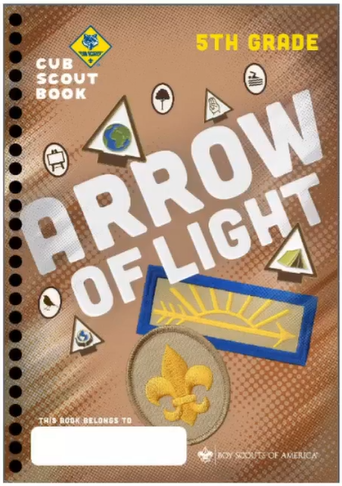 5TH GRADE
CUB
SCOUT
BOOK
ARROW
OF LIGHT
THIS BOOK BELONGS TO
BOY SCOUTS OF AMERICA